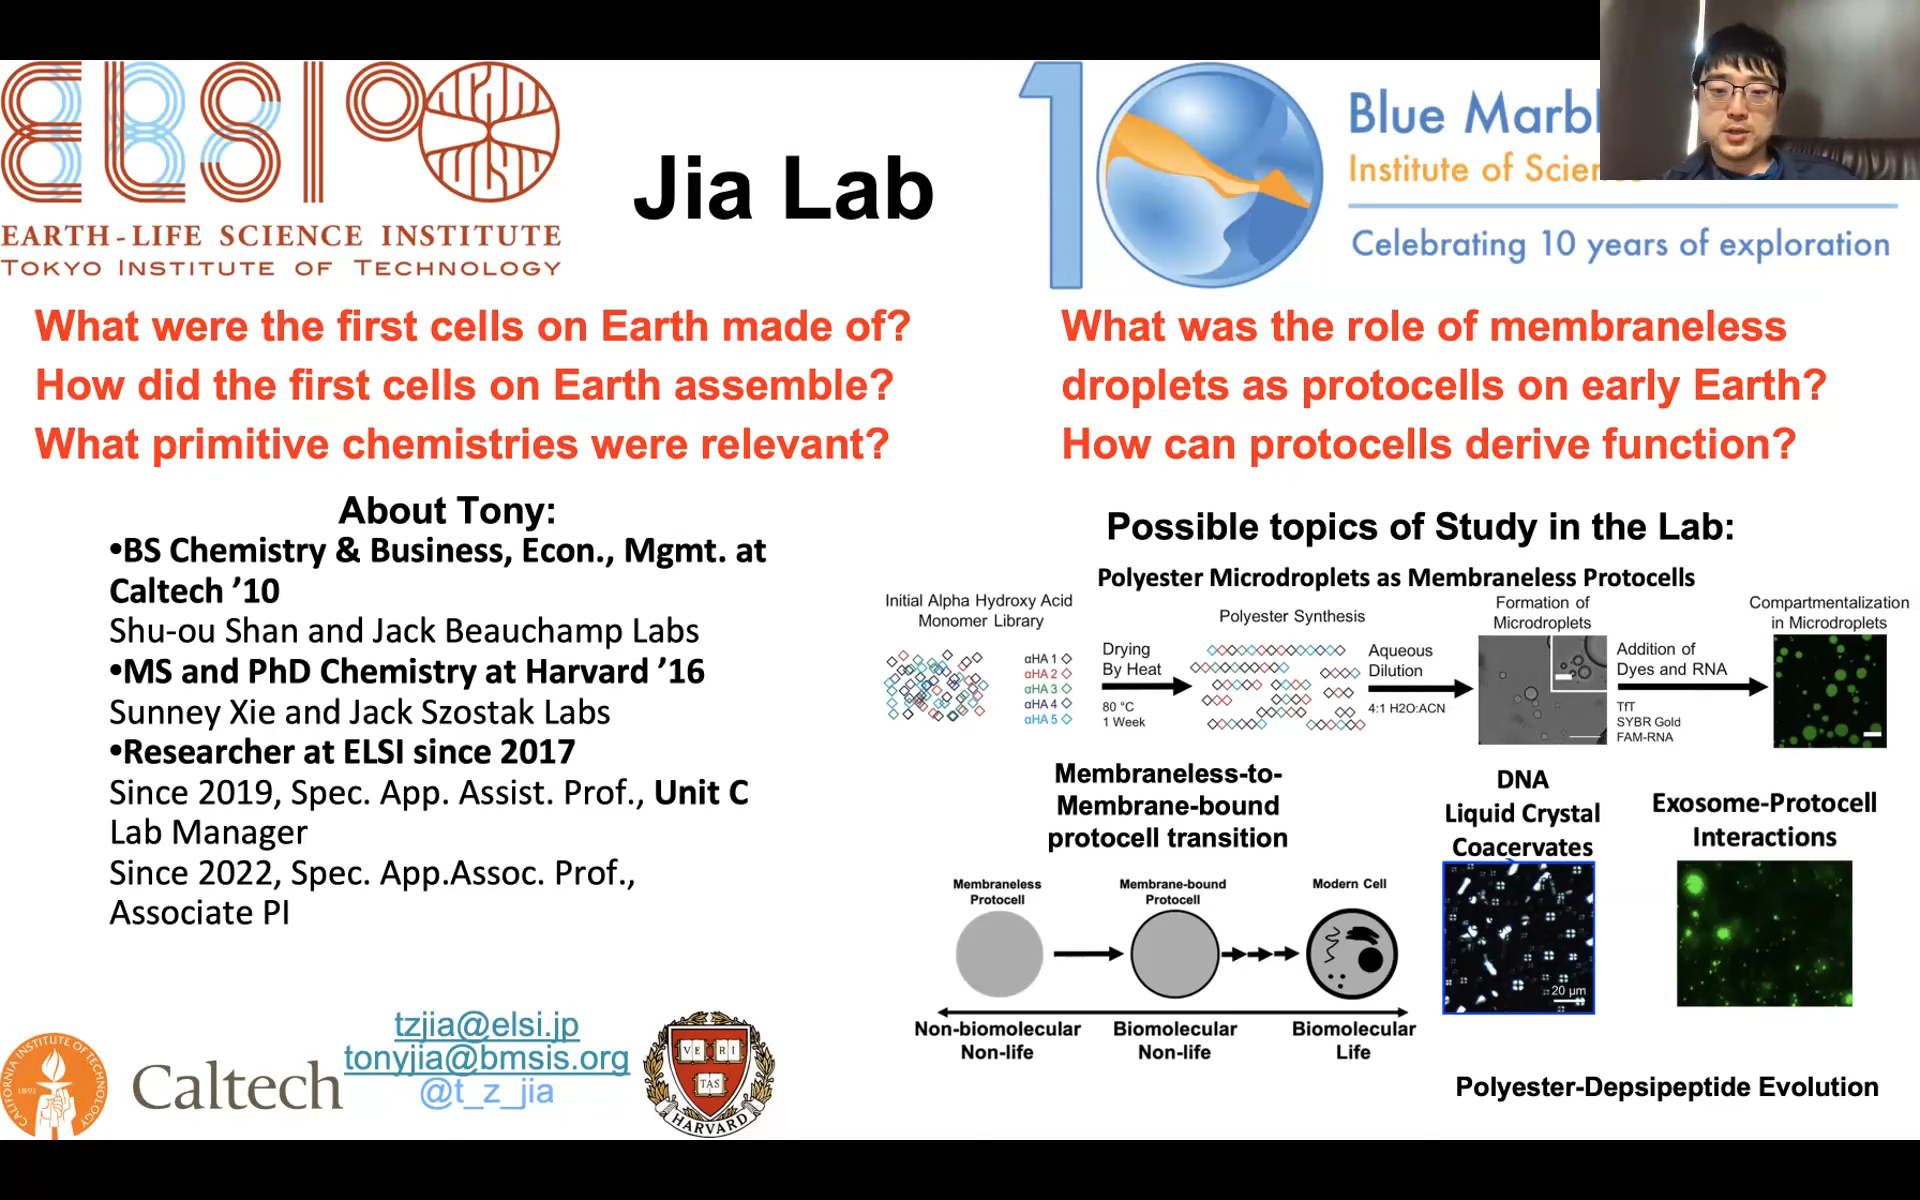 ELSI
EARTH-LIFE SCIENCE INSTITUTE
TOKYO INSTITUTE OF TECHNOLOGY
Jia Lab
10
Blue Marbl
Institute of Scien
Celebrating 10 years of exploration
What were the first cells on Earth made of?
How did the first cells on Earth assemble?
What primitive chemistries were relevant?
What was the role of membraneless
droplets as protocells on early Earth?
How can protocells derive function?
About Tony:
•BS Chemistry & Business, Econ., Mgmt. at
Caltech ’10
Shu-ou Shan and Jack Beauchamp Labs
•MS and PhD Chemistry at Harvard ’16
Sunney Xie and Jack Szostak Labs
•Researcher at ELSI since 2017
Since 2019, Spec. App. Assist. Prof., Unit C
Lab Manager
Since 2022, Spec. App.Assoc. Prof.,
Associate PI
tzjia@elsi.jp
tonyjia@bmsis.org
@t_z_jia
CALIFORNIA INSTITUTE OF TECHNOLOGY
1891
Caltech
VE RI
TAS
HARVARD
Possible topics of Study in the Lab:
Polyester Microdroplets as Membraneless Protocells
Initial Alpha Hydroxy Acid
Monomer Library
αHA 1
αHA 2
αHA 3
αHA 4
αHA 5
Drying
By Heat
80 °C
1 Week
Polyester Synthesis
Aqueous
Dilution
4:1 H2O:ACN
Formation of
Microdroplets
Addition of
Dyes and RNA
TfT
SYBR Gold
FAM-RNA
Compartmentalization
in Microdroplets
Membraneless-to-
Membrane-bound
protocell transition
Membraneless
Protocell
Membrane-bound
Protocell
Modern Cell
Non-biomolecular
Non-life
Biomolecular
Non-life
Biomolecular
Life
DNA
Liquid Crystal
Coacervates
20 μm
Exosome-Protocell
Interactions
Polyester-Depsipeptide Evolution